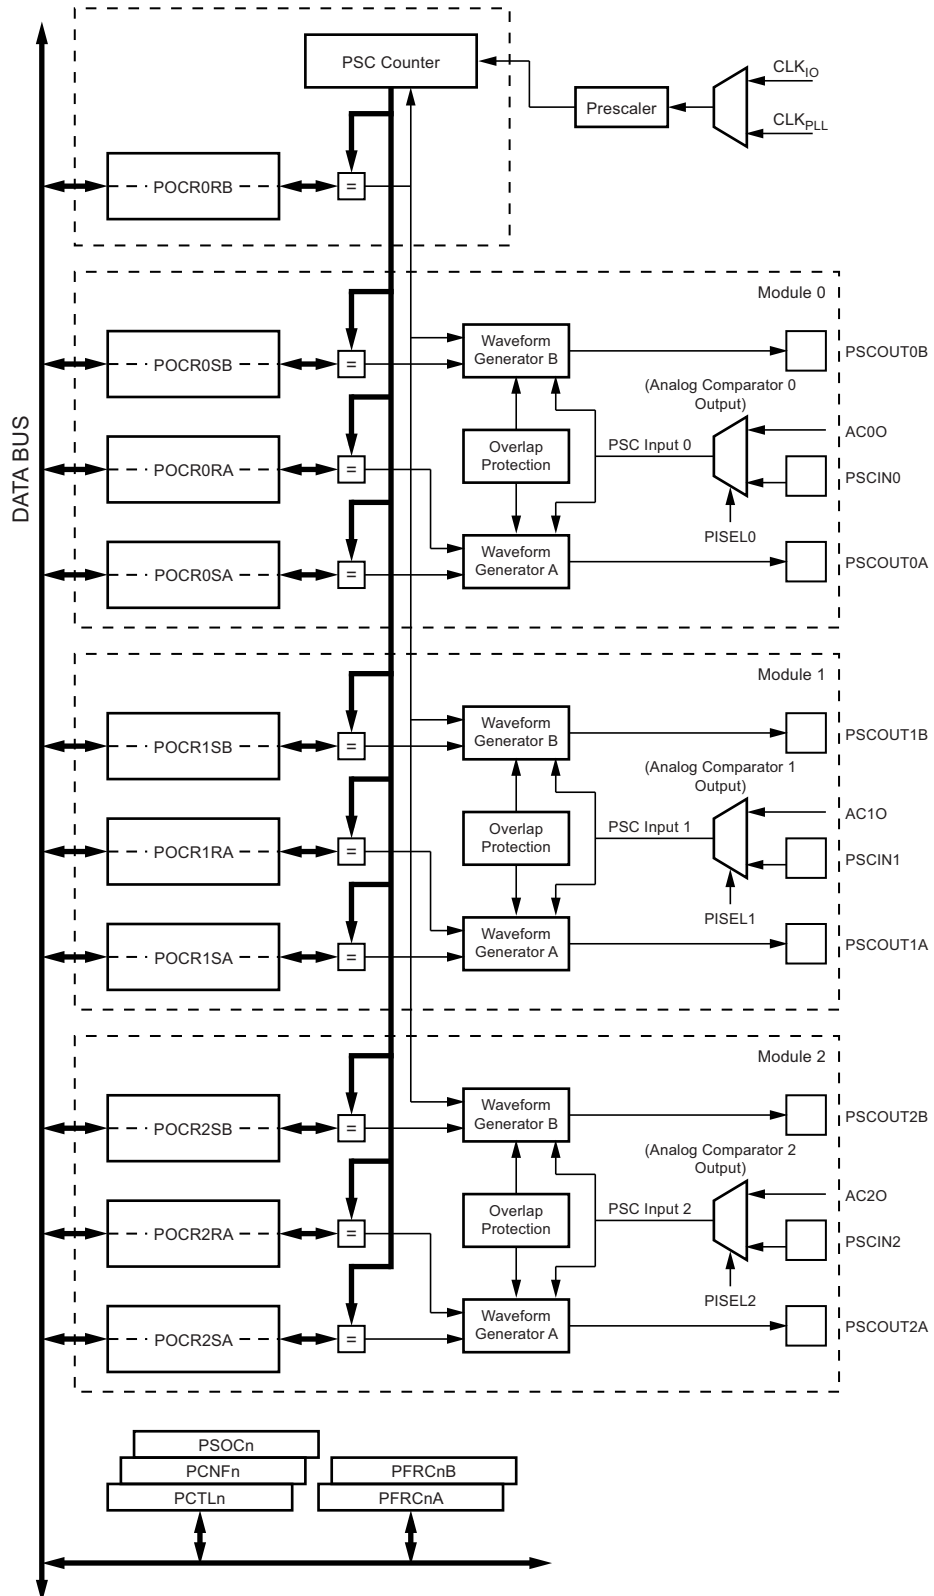 PSC Counter
CLKIO
Prescaler
CLKPLL
POCR0RB
=
DATA BUS
Module 0
POCR0SB
=
Waveform
Generator B
PSCOUT0B
(Analog Comparator 0
Output)
POCR0RA
=
Overlap
Protection
PSC Input 0
AC0O
PSCIN0
PISEL0
POCR0SA
=
Waveform
Generator A
PSCOUT0A
Module 1
POCR1SB
=
Waveform
Generator B
PSCOUT1B
(Analog Comparator 1
Output)
POCR1RA
=
Overlap
Protection
PSC Input 1
AC1O
PSCIN1
PISEL1
POCR1SA
=
Waveform
Generator A
PSCOUT1A
Module 2
POCR2SB
=
Waveform
Generator B
PSCOUT2B
(Analog Comparator 2
Output)
POCR2RA
=
Overlap
Protection
PSC Input 2
AC2O
PSCIN2
PISEL2
POCR2SA
=
Waveform
Generator A
PSCOUT2A
PSOCn
PCNFn
PCTLn
PFRCnB
PFRCnA